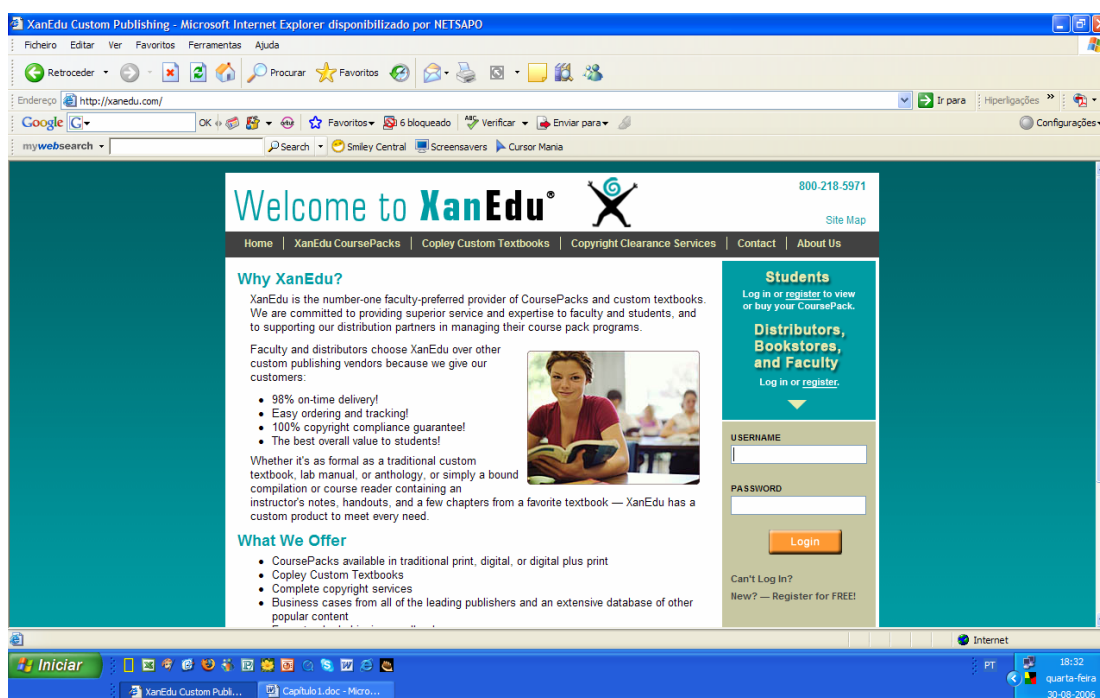 XanEdu Custom Publishing - Microsoft Internet Explorer disponibilizado por NETSAPO
Ficheiro Editar Ver Favoritos Ferramentas Ajuda
Retroceder Procurar Favoritos
Endereço http://xanedu.com/ Ir para Hiperligações »
Google G OK Favoritos 6 bloqueado ABC Verificar Enviar para Configurações
mywebsearch Search Smiley Central Screensavers Cursor Mania
Welcome to XanEdu®
800-218-5971
Site Map
Home | XanEdu CoursePacks | Copley Custom Textbooks | Copyright Clearance Services | Contact | About Us
Why XanEdu?
XanEdu is the number-one faculty-preferred provider of CoursePacks and custom textbooks.
We are committed to providing superior service and expertise to faculty and students, and
to supporting our distribution partners in managing their course pack programs.
Faculty and distributors choose XanEdu over other
custom publishing vendors because we give our
customers:
• 98% on-time delivery!
• Easy ordering and tracking!
• 100% copyright compliance guarantee!
• The best overall value to students!
Whether it's as formal as a traditional custom
textbook, lab manual, or anthology, or simply a bound
compilation or course reader containing an
instructor's notes, handouts, and a few chapters from a favorite textbook — XanEdu has a
custom product to meet every need.
What We Offer
• CoursePacks available in traditional print, digital, or digital plus print
• Copley Custom Textbooks
• Complete copyright services
• Business cases from all of the leading publishers and an extensive database of other
popular content
Students
Log in or register to view
or buy your CoursePack.
Distributors,
Bookstores,
and Faculty
Log in or register.
USERNAME
PASSWORD
Login
Can't Log In?
New? — Register for FREE!
Internet
Iniciar PT 18:32
quarta-feira
XanEdu Custom Publi... Capítulo1.doc - Micro... 30-08-2006